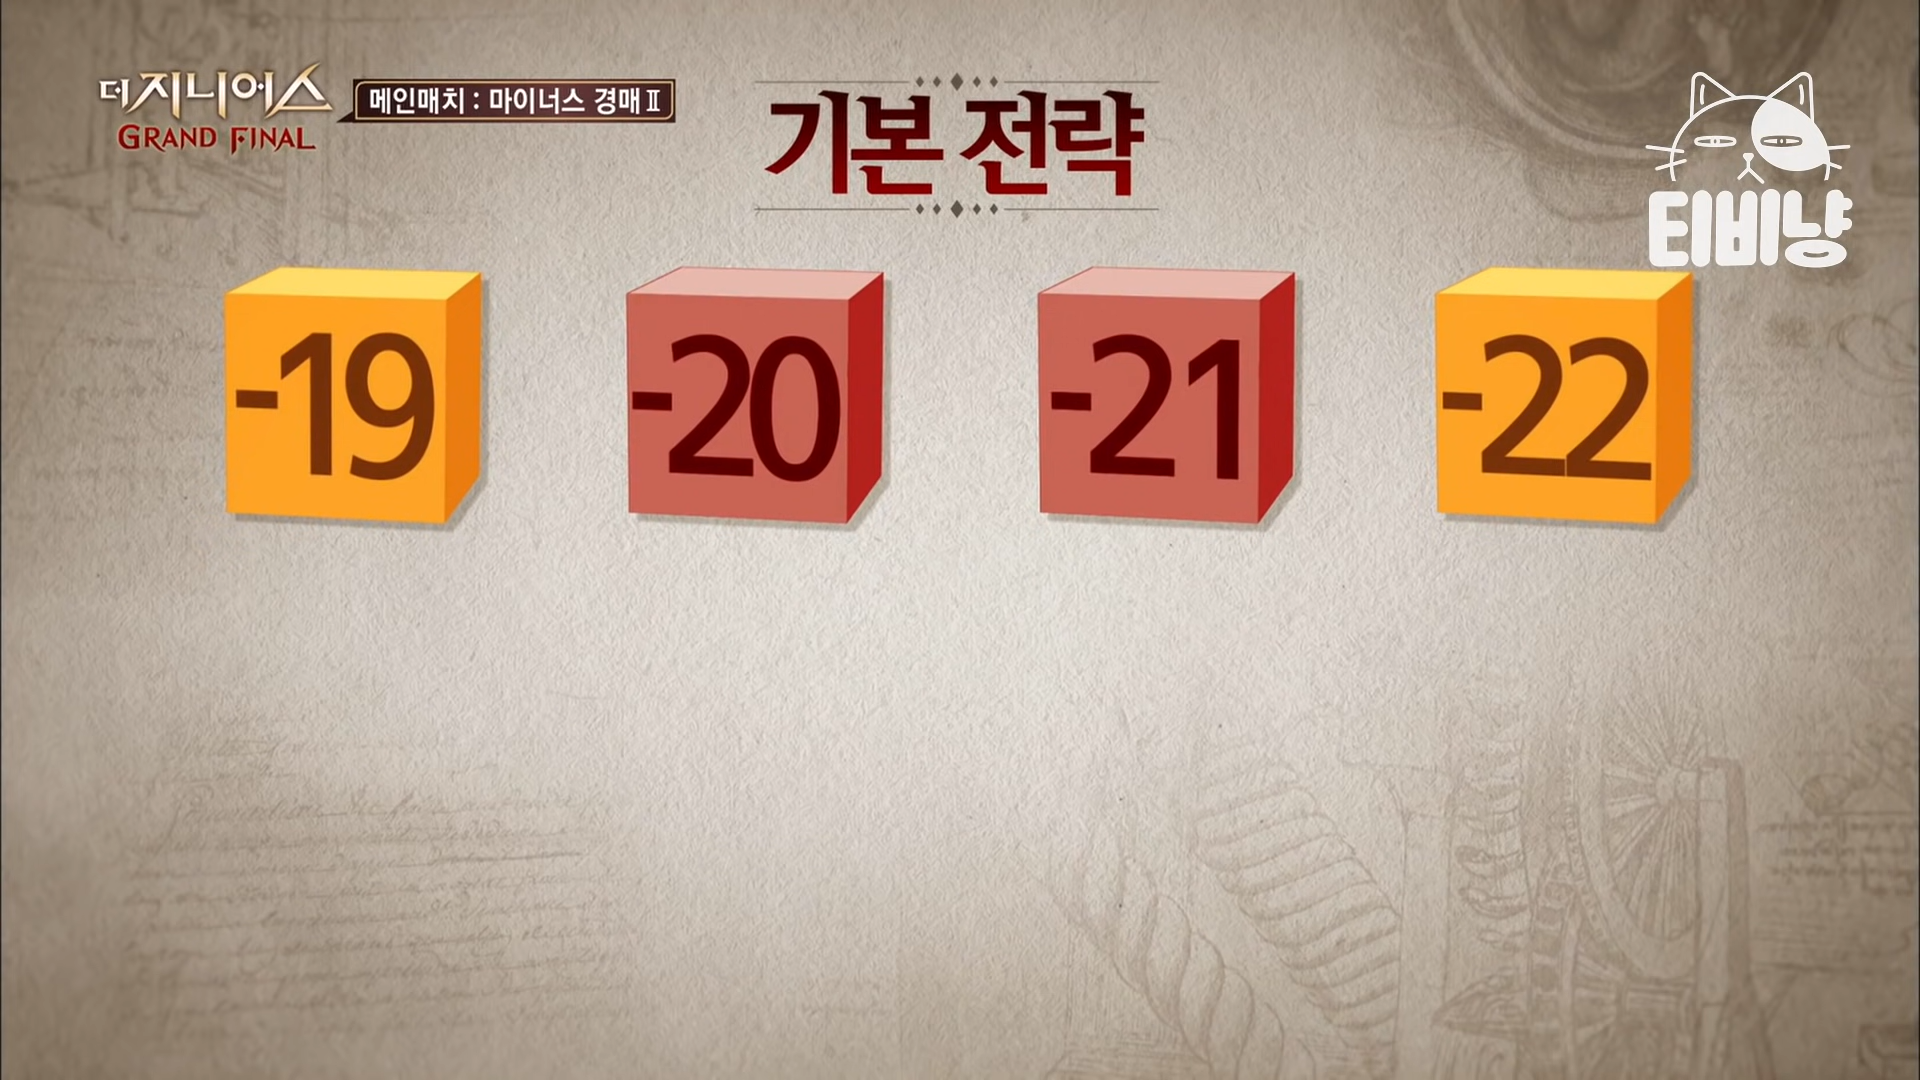 더 지니어스
GRAND FINAL
메인매치 : 마이너스 경매 Ⅱ
기본 전략
티비냥
-19
-20
-21
-22